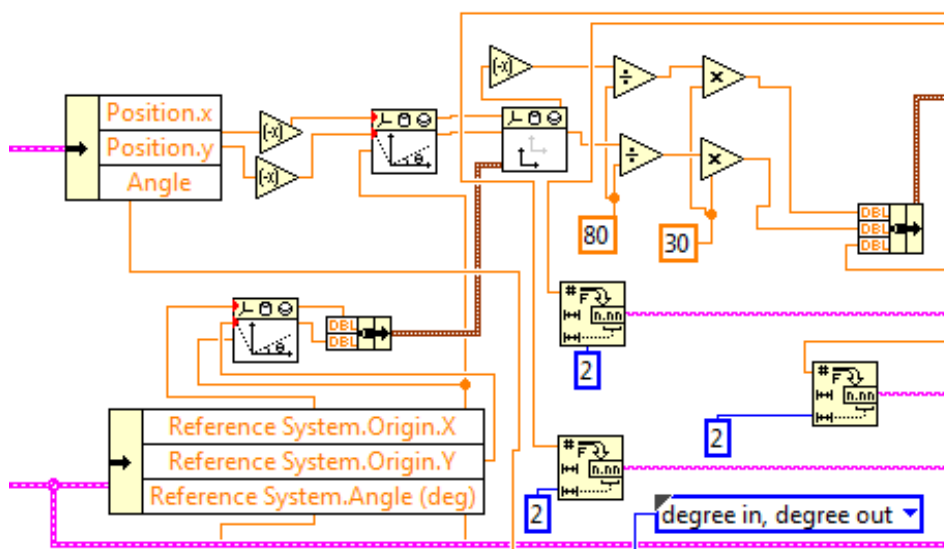 Position.x
Position.y
Angle
[-x]
[-x]
[-x]
θ
÷
×
÷
×
80
30
DBL
DBL
DBL
θ
DBL
DBL
#
F
n.nn
2
#
F
n.nn
2
Reference System.Origin.X
Reference System.Origin.Y
Reference System.Angle (deg)
#
F
n.nn
2
degree in, degree out